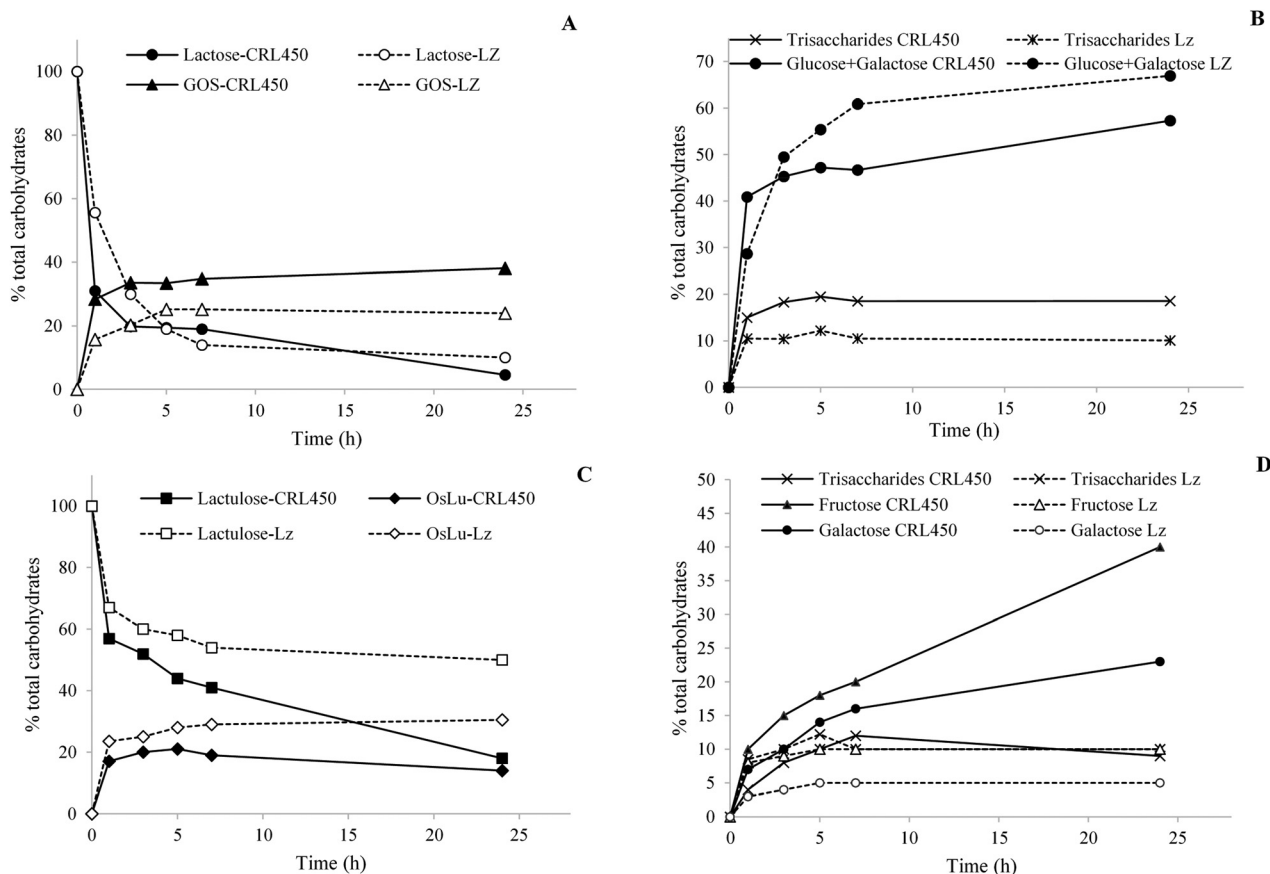 A
Lactose-CRL450
Lactose-LZ
GOS-CRL450
GOS-LZ
100
80
60
40
20
0
% total carbohydrates
0 5 10 15 20 25
Time (h)
B
Trisaccharides CRL450
Trisaccharides Lz
Glucose+Galactose CRL450
Glucose+Galactose LZ
70
60
50
40
30
20
10
0
% total carbohydrates
0 5 10 15 20 25
Time (h)
C
Lactulose-CRL450
OsLu-CRL450
Lactulose-Lz
OsLu-Lz
100
80
60
40
20
0
% total carbohydrates
0 5 10 15 20 25
Time (h)
D
Trisaccharides CRL450
Trisaccharides Lz
Fructose CRL450
Fructose Lz
Galactose CRL450
Galactose Lz
50
45
40
35
30
25
20
15
10
5
0
% total carbohydrates
0 5 10 15 20 25
Time (h)